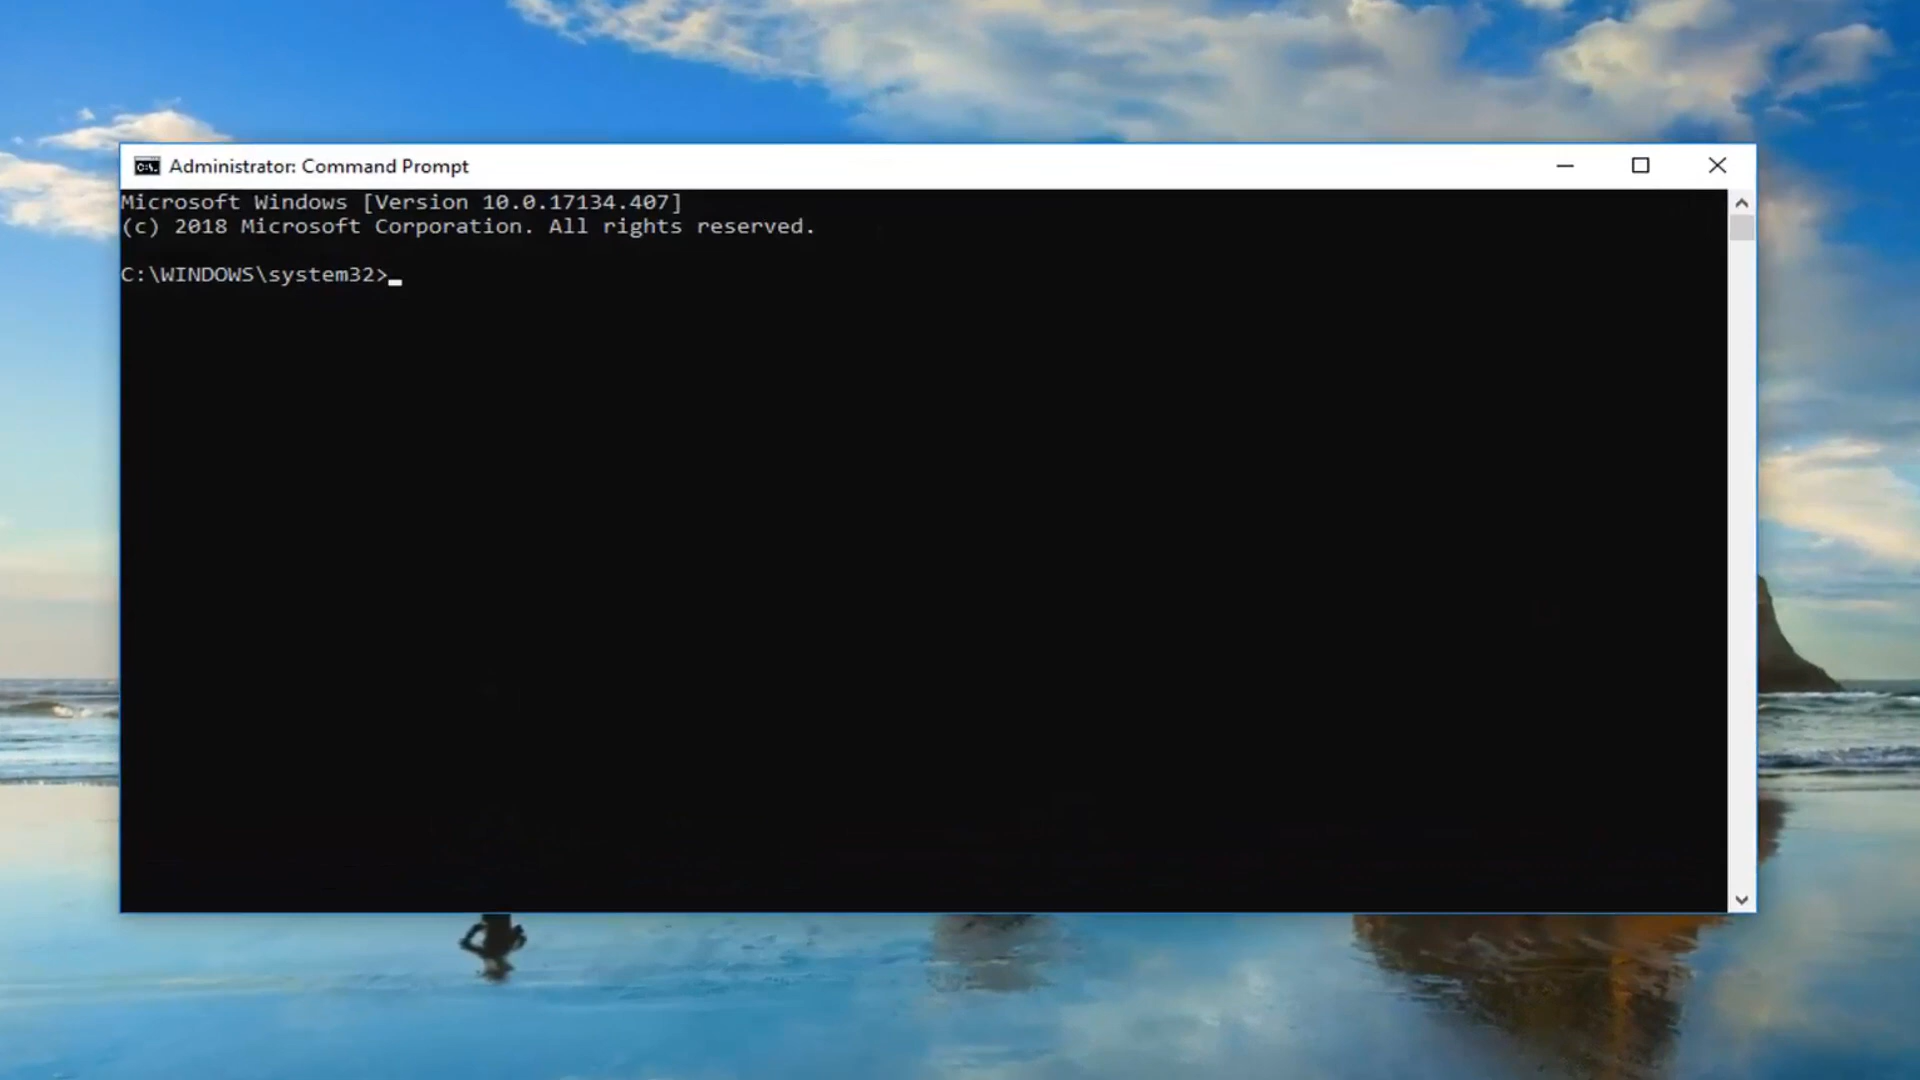 Administrator: Command Prompt
Microsoft Windows [Version 10.0.17134.407]
(c) 2018 Microsoft Corporation. All rights reserved.
C:\WINDOWS\system32>